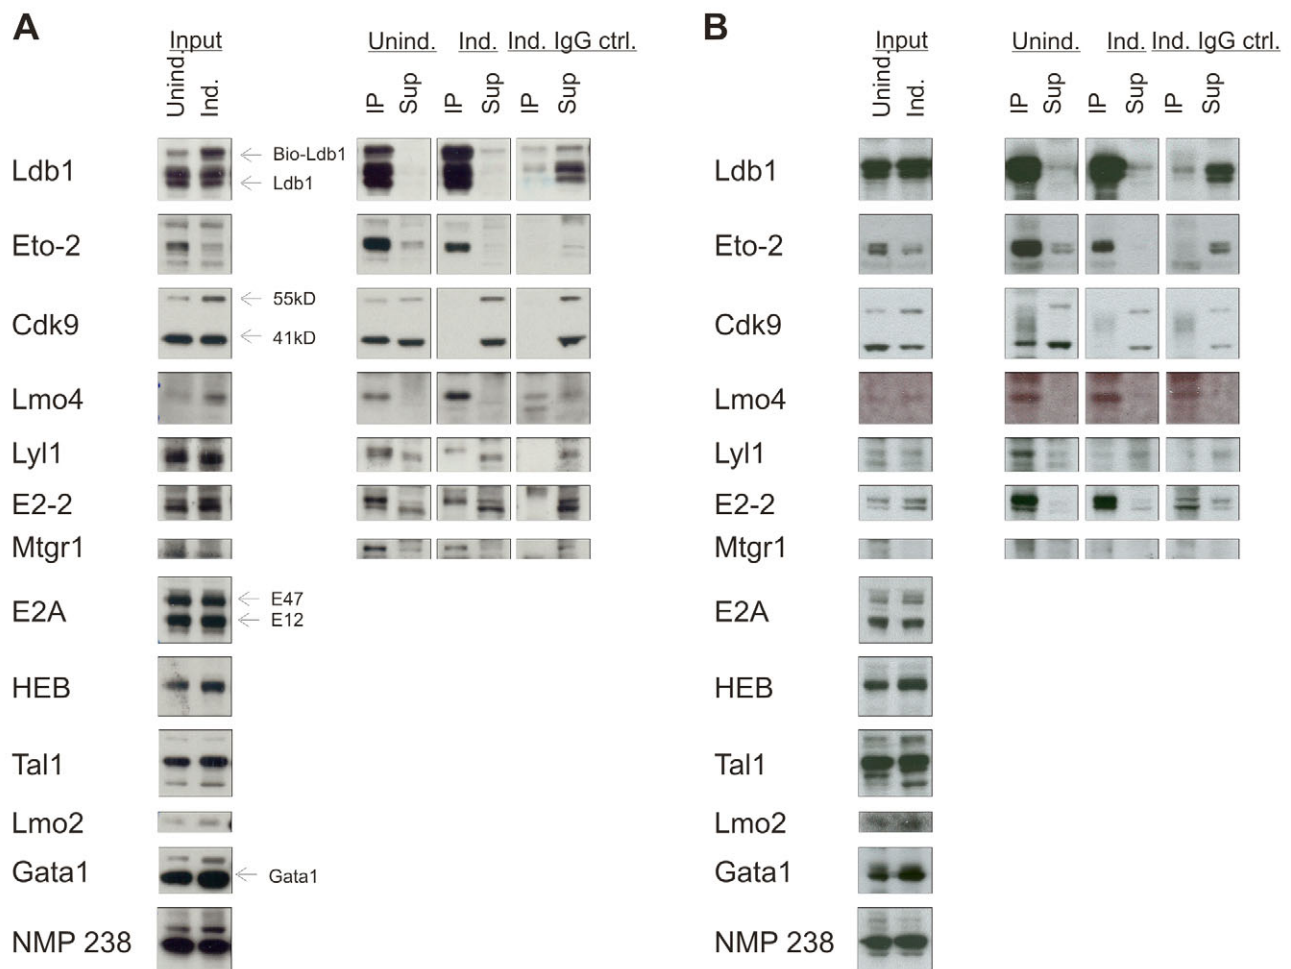 A
Input
Unind. Ind. Ind. IgG ctrl.
Unind. Ind. IP Sup IP Sup IP Sup
Ldb1 Bio-Ldb1
Ldb1
Eto-2
Cdk9 55kD
41kD
Lmo4
Lyl1
E2-2
Mtgr1
E2A E47
E12
HEB
Tal1
Lmo2
Gata1 Gata1
NMP 238
B
Input
Unind. Ind. Ind. IgG ctrl.
Unind. Ind. IP Sup IP Sup IP Sup
Ldb1
Eto-2
Cdk9
Lmo4
Lyl1
E2-2
Mtgr1
E2A
HEB
Tal1
Lmo2
Gata1
NMP 238